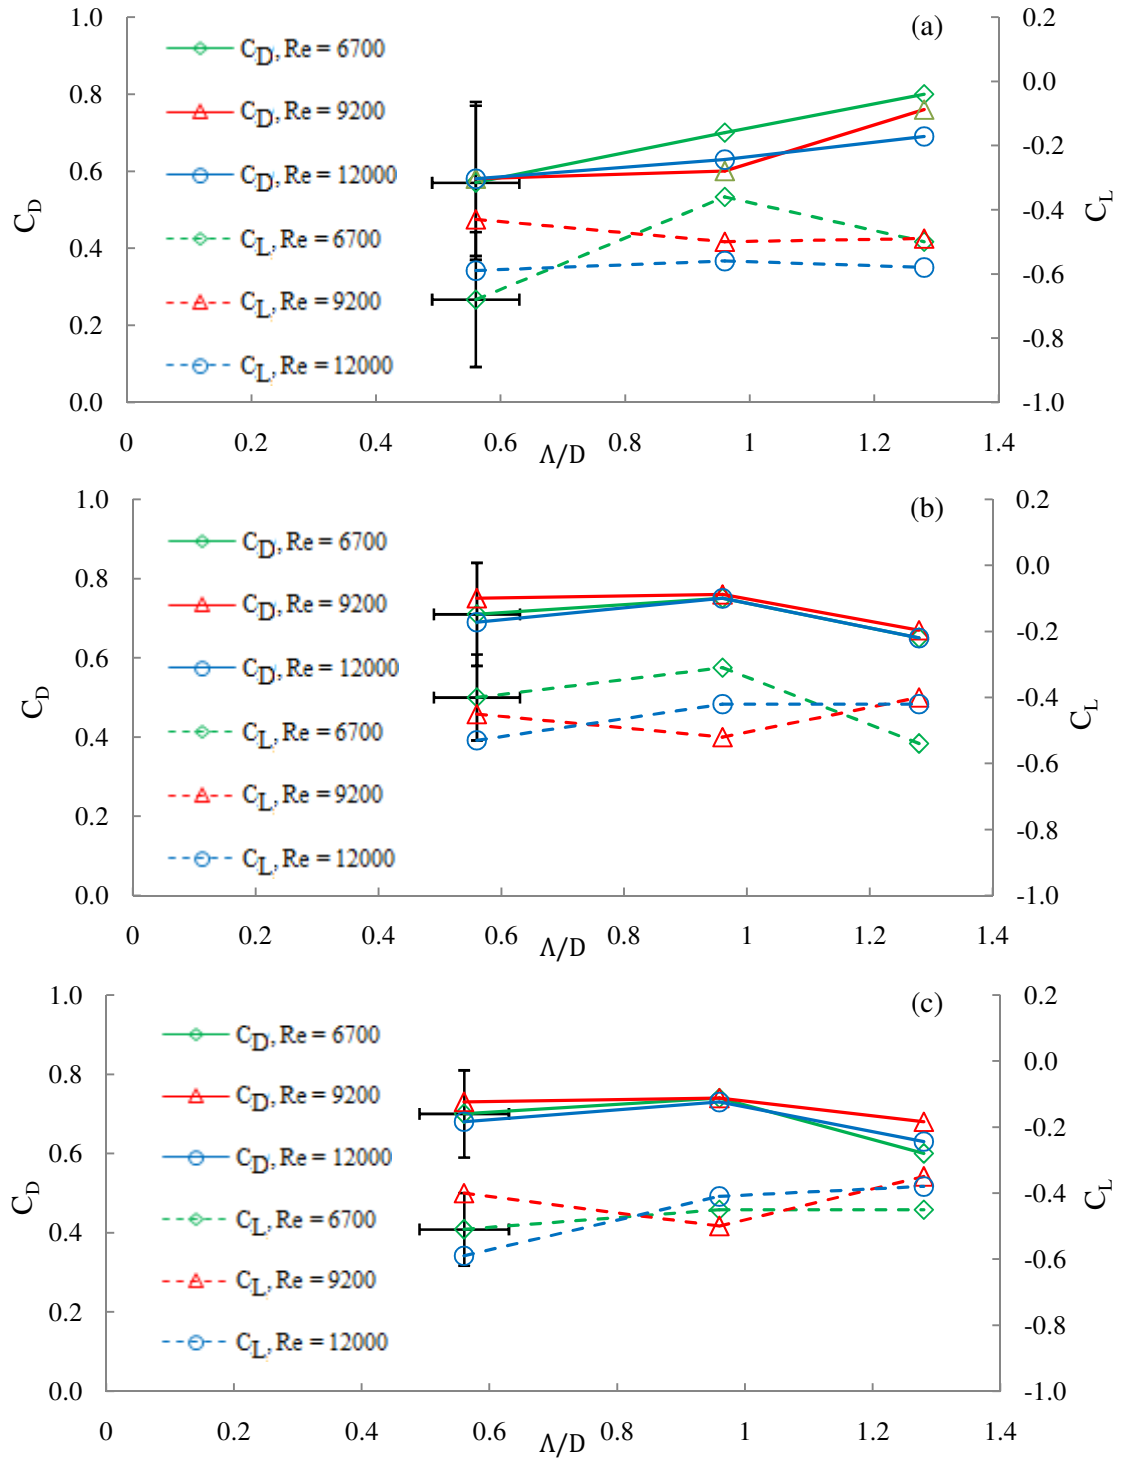 (a)
1.0
0.8
0.6
0.4
0.2
0.0
C_D
C_D, Re = 6700
C_D, Re = 9200
C_D, Re = 12000
C_L, Re = 6700
C_L, Re = 9200
C_L, Re = 12000
0.2
0.0
-0.2
-0.4
-0.6
-0.8
-1.0
C_L
0 0.2 0.4 0.6 0.8 1 1.2 1.4
Λ/D
(b)
1.0
0.8
0.6
0.4
0.2
0.0
C_D
C_D, Re = 6700
C_D, Re = 9200
C_D, Re = 12000
C_L, Re = 6700
C_L, Re = 9200
C_L, Re = 12000
0.2
0.0
-0.2
-0.4
-0.6
-0.8
-1.0
C_L
0 0.2 0.4 0.6 0.8 1 1.2 1.4
Λ/D
(c)
1.0
0.8
0.6
0.4
0.2
0.0
C_D
C_D, Re = 6700
C_D, Re = 9200
C_D, Re = 12000
C_L, Re = 6700
C_L, Re = 9200
C_L, Re = 12000
0.2
0.0
-0.2
-0.4
-0.6
-0.8
-1.0
C_L
0 0.2 0.4 0.6 0.8 1 1.2 1.4
Λ/D